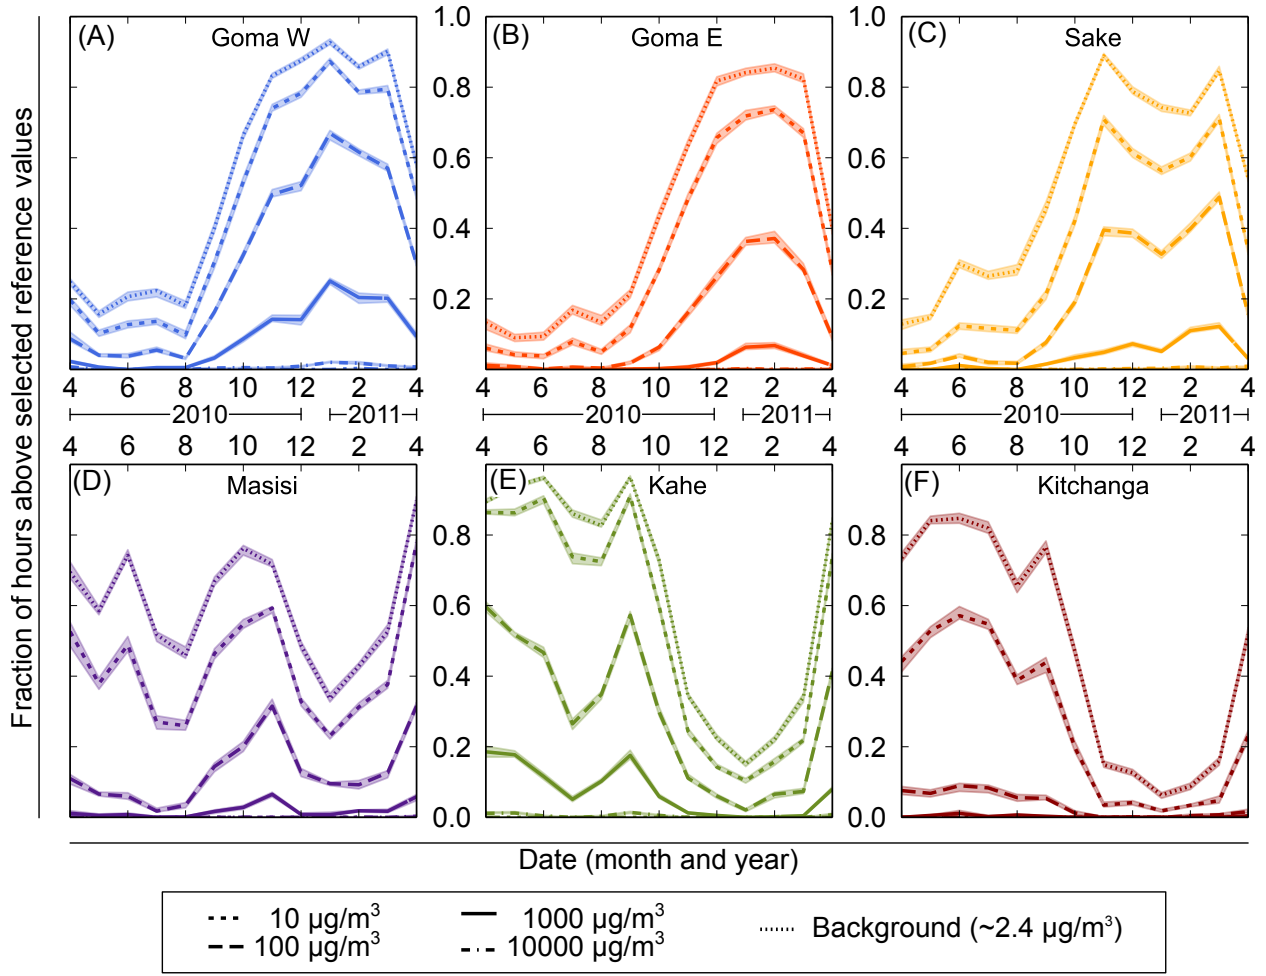 Fraction of hours above selected reference values
(A) Goma W
1.0 (B) Goma E
1.0 (C) Sake
0.8 0.8
0.6 0.6
0.4 0.4
0.2 0.2
4 6 8 10 12 2 4 4 6 8 10 12 2 4 4 6 8 10 12 2 4
2010 2011 2010 2011 2010 2011
4 6 8 10 12 2 4 4 6 8 10 12 2 4 4 6 8 10 12 2 4
(D) Masisi (E) Kahe (F) Kitchanga
0.8 0.8
0.6 0.6
0.4 0.4
0.2 0.2
0.0 0.0
Date (month and year)
10 µg/m³ 1000 µg/m³ Background (~2.4 µg/m³)
100 µg/m³ 10000 µg/m³